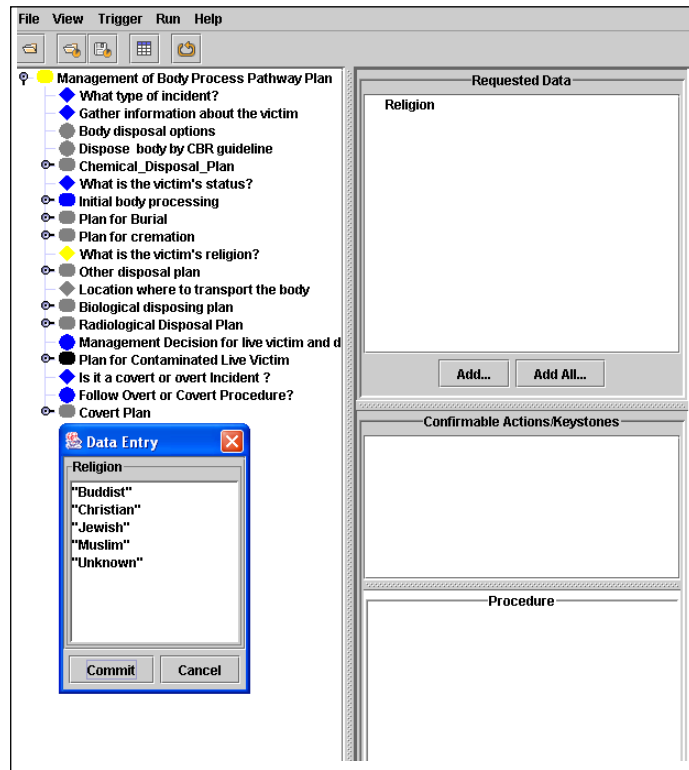 File View Trigger Run Help
Management of Body Process Pathway Plan
What type of incident?
Gather information about the victim
Body disposal options
Dispose body by CBR guideline
Chemical_Disposal_Plan
What is the victim's status?
Initial body processing
Plan for Burial
Plan for cremation
What is the victim's religion?
Other disposal plan
Location where to transport the body
Biological disposing plan
Radiological Disposal Plan
Management Decision for live victim and d
Plan for Contaminated Live Victim
Is it a covert or overt Incident ?
Follow Overt or Covert Procedure?
Covert Plan
Data Entry
Religion
"Buddist"
"Christian"
"Jewish"
"Muslim"
"Unknown"
Commit Cancel
Requested Data
Religion
Add... Add All...
Confirmable Actions/Keystones
Procedure